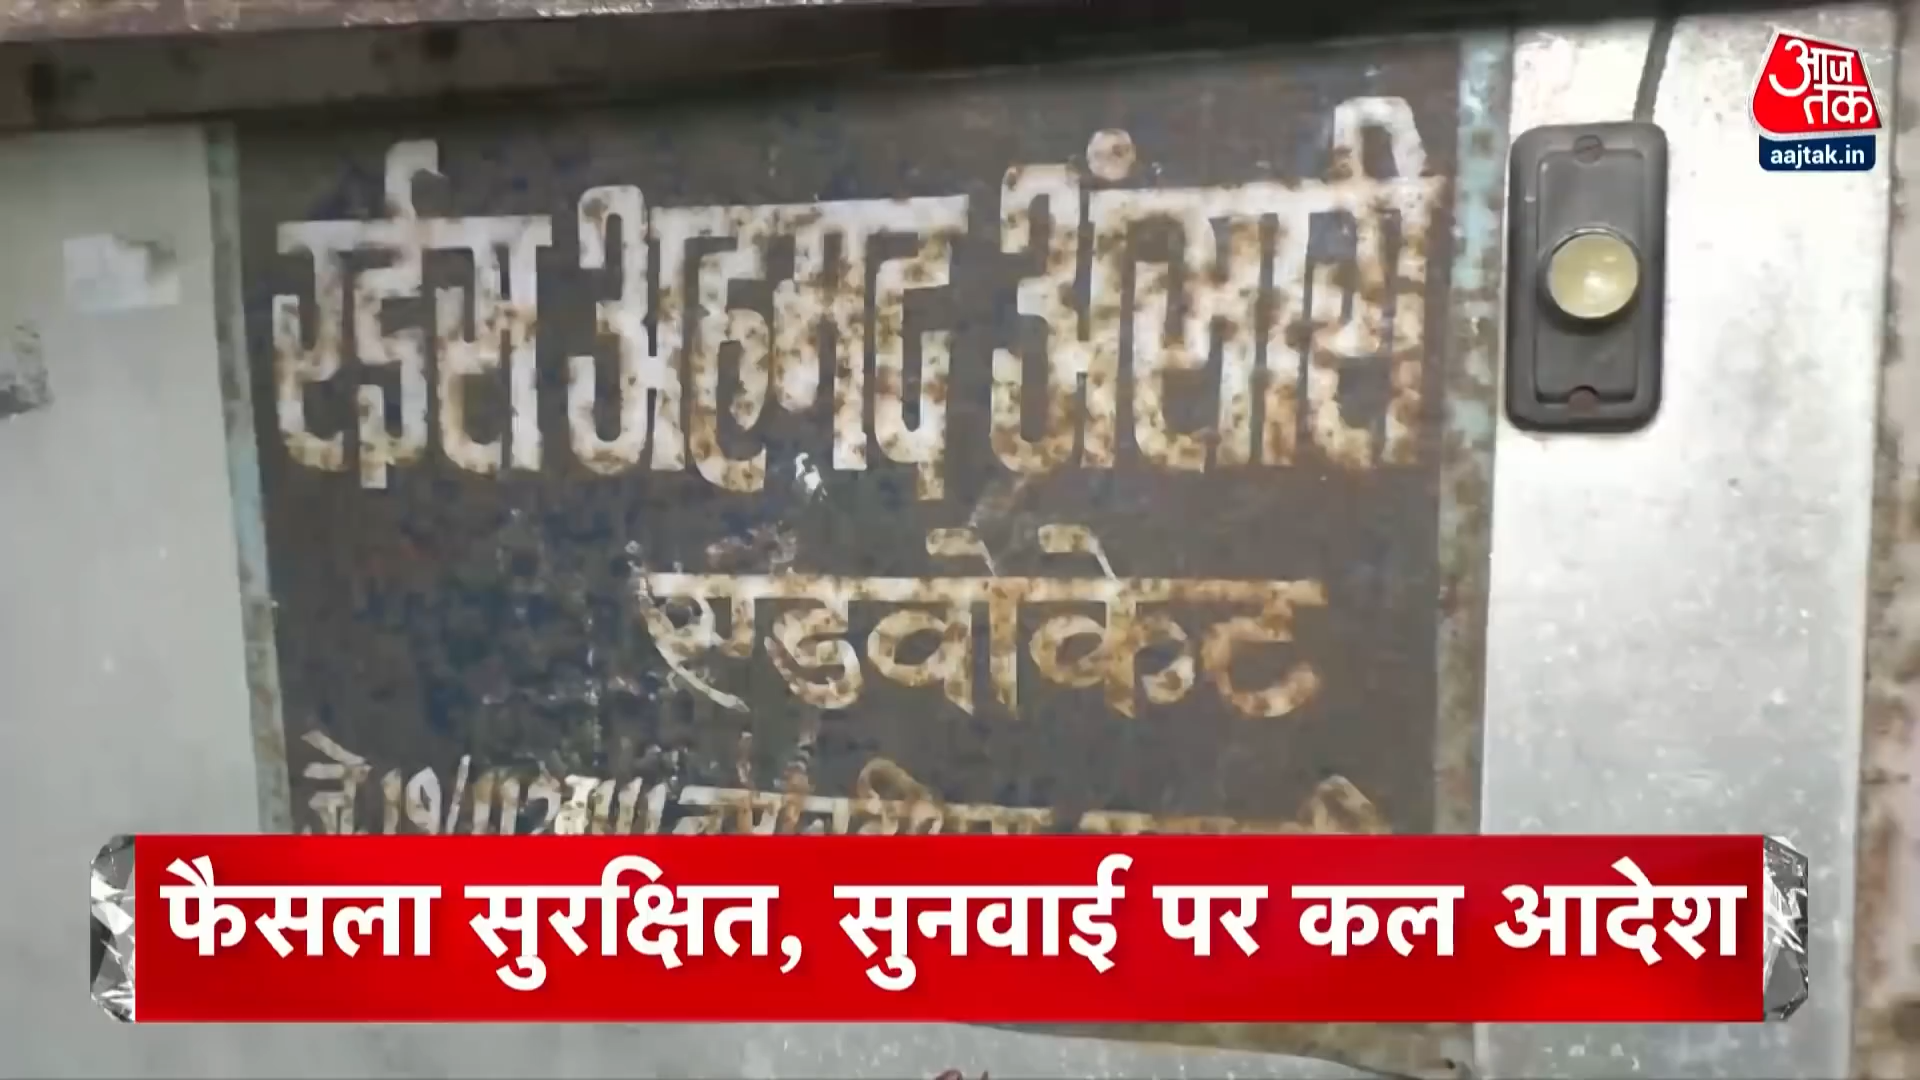 आज
तक
aajtak.in
रईस अहमद अंसारी
एडवोकेट
फैसला सुरक्षित, सुनवाई पर कल आदेश